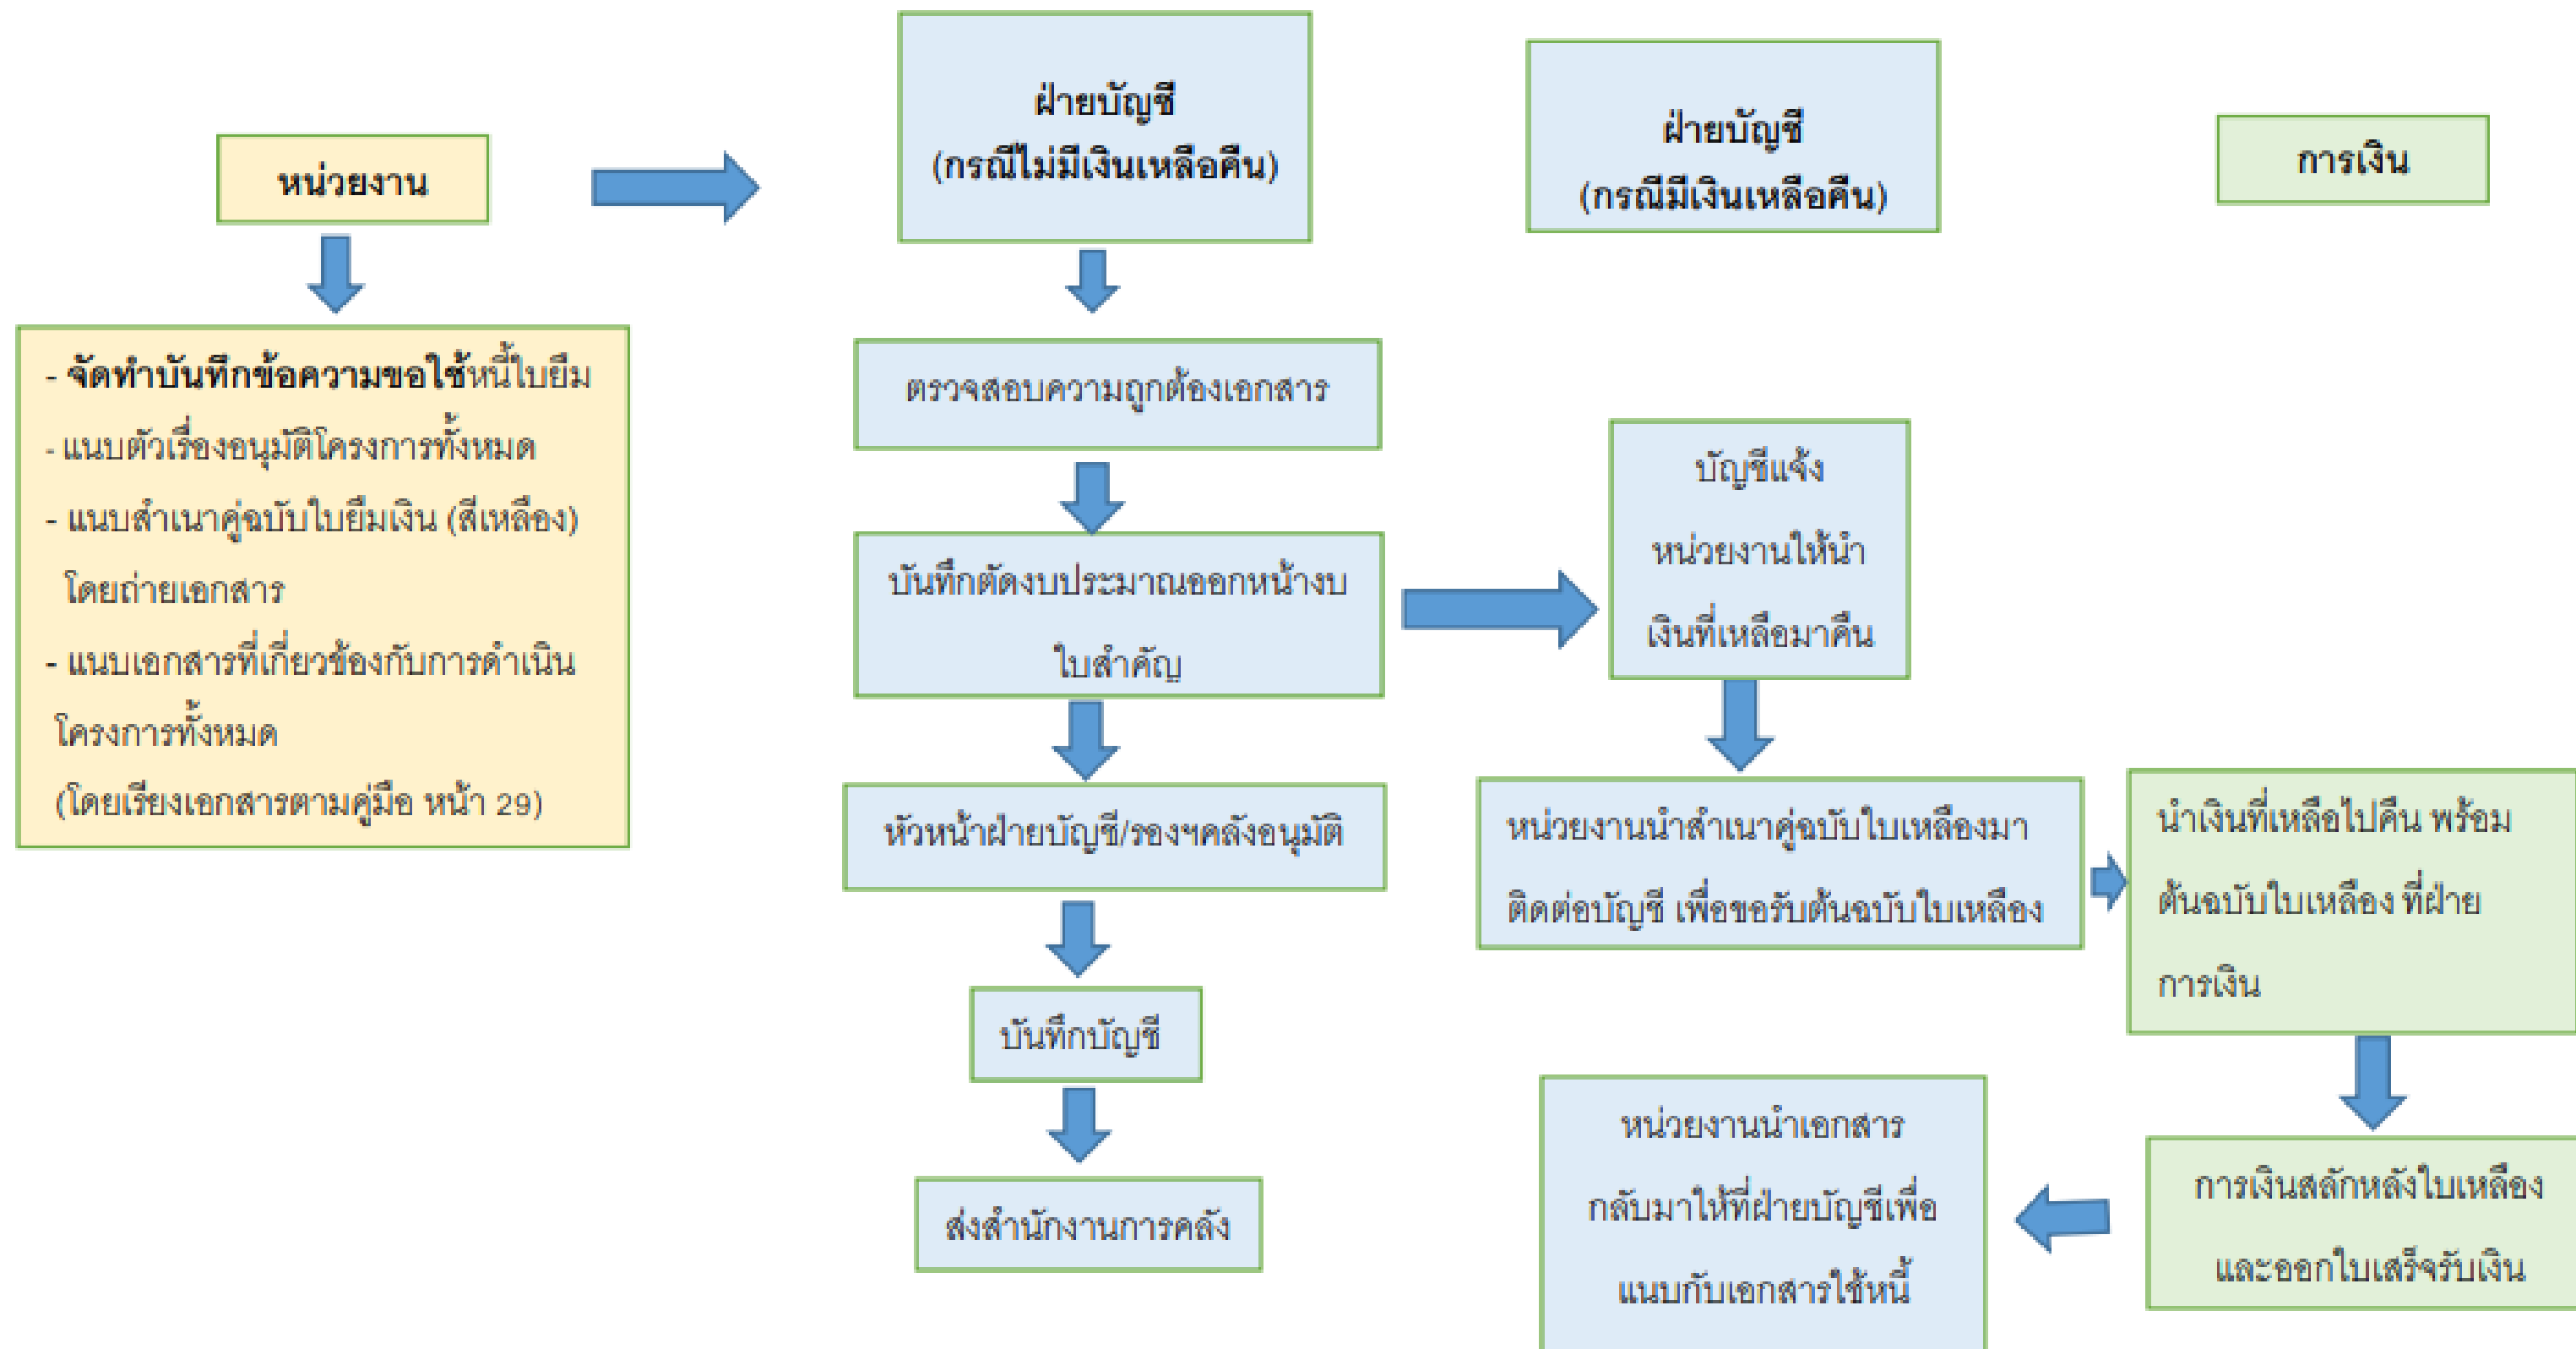 หน่วยงาน
- จัดทำบันทึกข้อความขอใช้หนี้ใบยืม
- แนบตัวเรื่องอนุมัติโครงการทั้งหมด
- แนบสำเนาคู่ฉบับใบยืมเงิน (สีเหลือง)
โดยถ่ายเอกสาร
- แนบเอกสารที่เกี่ยวข้องกับการดำเนิน
โครงการทั้งหมด
(โดยเรียงเอกสารตามคู่มือ หน้า 29)
ฝ่ายบัญชี
(กรณีไม่มีเงินเหลือคืน)
ตรวจสอบความถูกต้องเอกสาร
บันทึกตัดงบประมาณออกหน้างบ
ใบสำคัญ
หัวหน้าฝ่ายบัญชี/รองฯคลังอนุมัติ
บันทึกบัญชี
ส่งสำนักงานการคลัง
ฝ่ายบัญชี
(กรณีมีเงินเหลือคืน)
บัญชีแจ้ง
หน่วยงานให้นำ
เงินที่เหลือมาคืน
หน่วยงานนำสำเนาคู่ฉบับใบเหลืองมา
ติดต่อบัญชี เพื่อขอรับต้นฉบับใบเหลือง
การเงิน
นำเงินที่เหลือไปคืน พร้อม
ต้นฉบับใบเหลือง ที่ฝ่าย
การเงิน
การเงินสลักหลังใบเหลือง
และออกใบเสร็จรับเงิน
หน่วยงานนำเอกสาร
กลับมาให้ที่ฝ่ายบัญชีเพื่อ
แนบกับเอกสารใช้หนี้